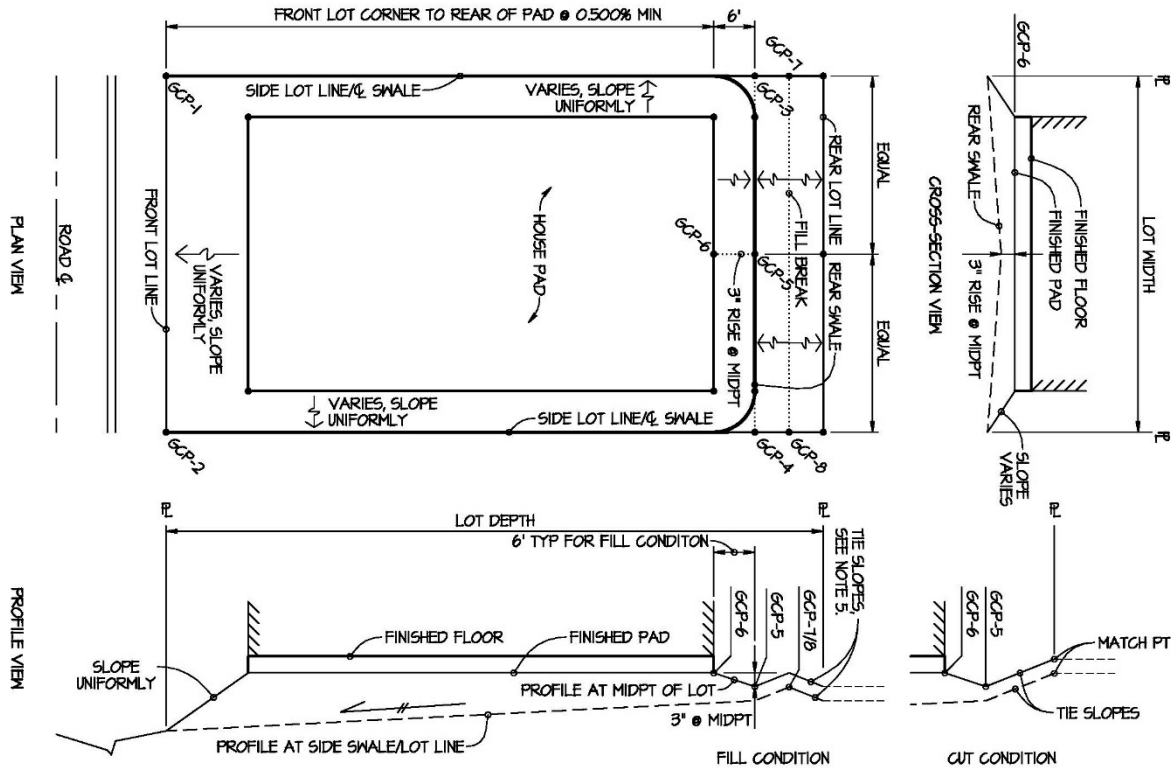 FRONT LOT CORNER TO REAR OF PAD @ 0.500% MIN
6'
GCP-1
SIDE LOT LINE/℄ SWALE
VARIES, SLOPE
UNIFORMLY
GCP-7
GCP-3
REAR LOT LINE
EQUAL
FRONT LOT LINE
VARIES, SLOPE
UNIFORMLY
HOUSE PAD
GCP-6
GCP-5
3" RISE @ MIDPT
FILL BREAK
REAR SWALE
EQUAL
VARIES, SLOPE
UNIFORMLY
SIDE LOT LINE/℄ SWALE
GCP-2
GCP-4
GCP-8
ROAD ℄
PLAN VIEW
GCP-6
℄
REAR SWALE
CROSS-SECTION VIEW
3" RISE @ MIDPT
FINISHED PAD
FINISHED FLOOR
LOT WIDTH
SLOPE
VARIES
℄
℄
LOT DEPTH
6' TYP FOR FILL CONDITON
℄
TIE SLOPES,
SEE NOTE 5.
GCP-6
GCP-5
GCP-7/8
FINISHED FLOOR
FINISHED PAD
SLOPE
UNIFORMLY
PROFILE AT MIDPT OF LOT
3" @ MIDPT
PROFILE AT SIDE SWALE/LOT LINE
FILL CONDITION
PROFILE VIEW
℄
GCP-6
GCP-5
MATCH PT
TIE SLOPES
CUT CONDITION